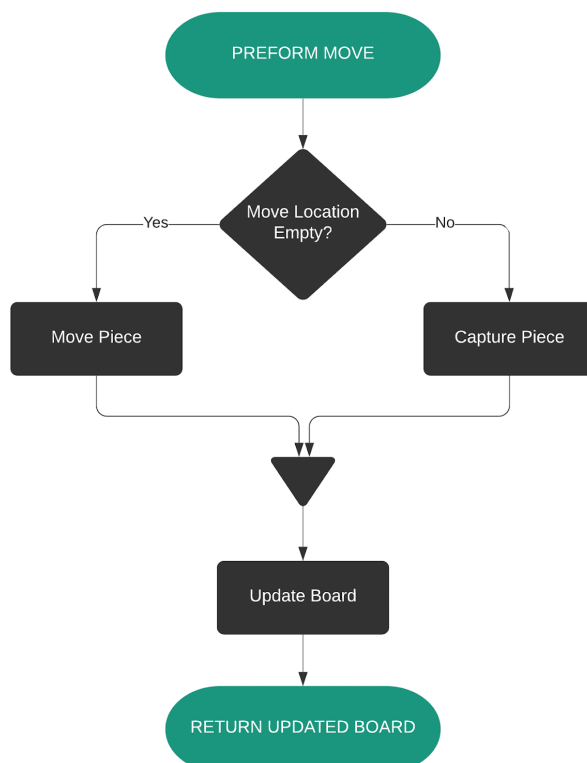 PREFORM MOVE
Move Location
Empty?
Yes
No
Move Piece
Capture Piece
Update Board
RETURN UPDATED BOARD